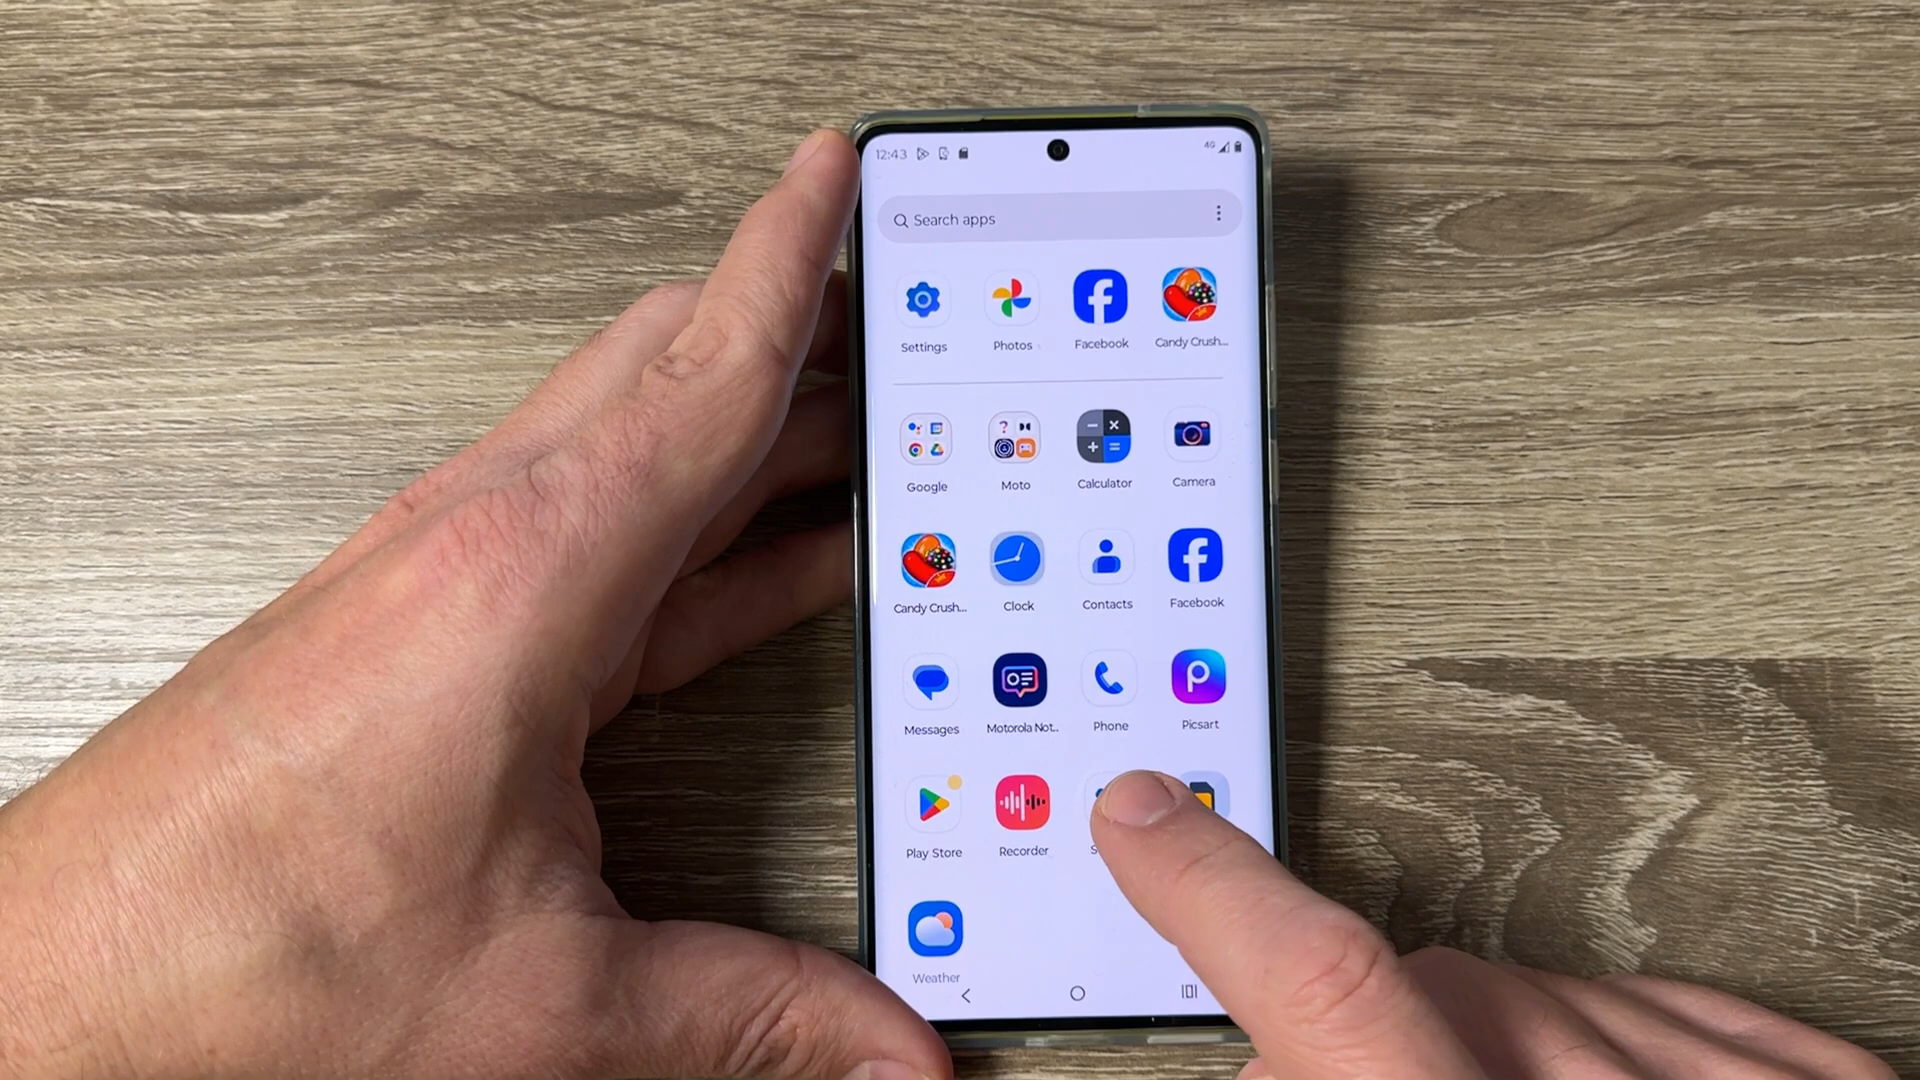 12:43
4G
Search apps
Settings Photos Facebook Candy Crush...
Google Moto Calculator Camera
Candy Crush... Clock Contacts Facebook
Messages Motorola Not.. Phone Picsart
Play Store Recorder
Weather